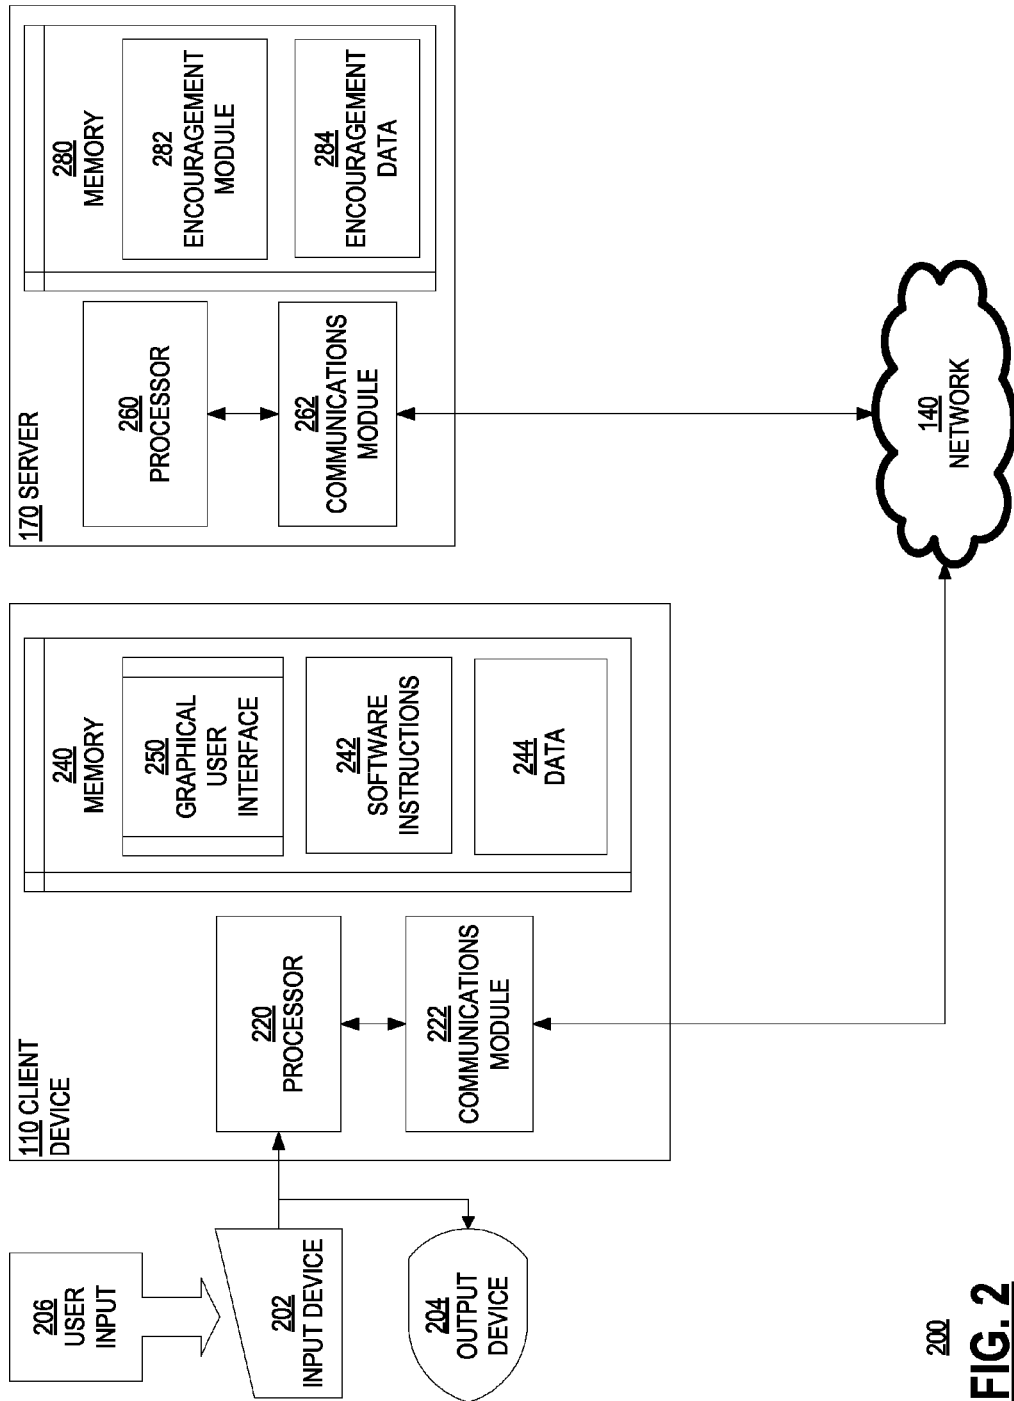 206
USER
INPUT
202
INPUT DEVICE
204
OUTPUT
DEVICE
110 CLIENT
DEVICE
220
PROCESSOR
222
COMMUNICATIONS
MODULE
240
MEMORY
250
GRAPHICAL
USER
INTERFACE
242
SOFTWARE
INSTRUCTIONS
244
DATA
170 SERVER
260
PROCESSOR
262
COMMUNICATIONS
MODULE
280
MEMORY
282
ENCOURAGEMENT
MODULE
284
ENCOURAGEMENT
DATA
140
NETWORK
200
FIG. 2